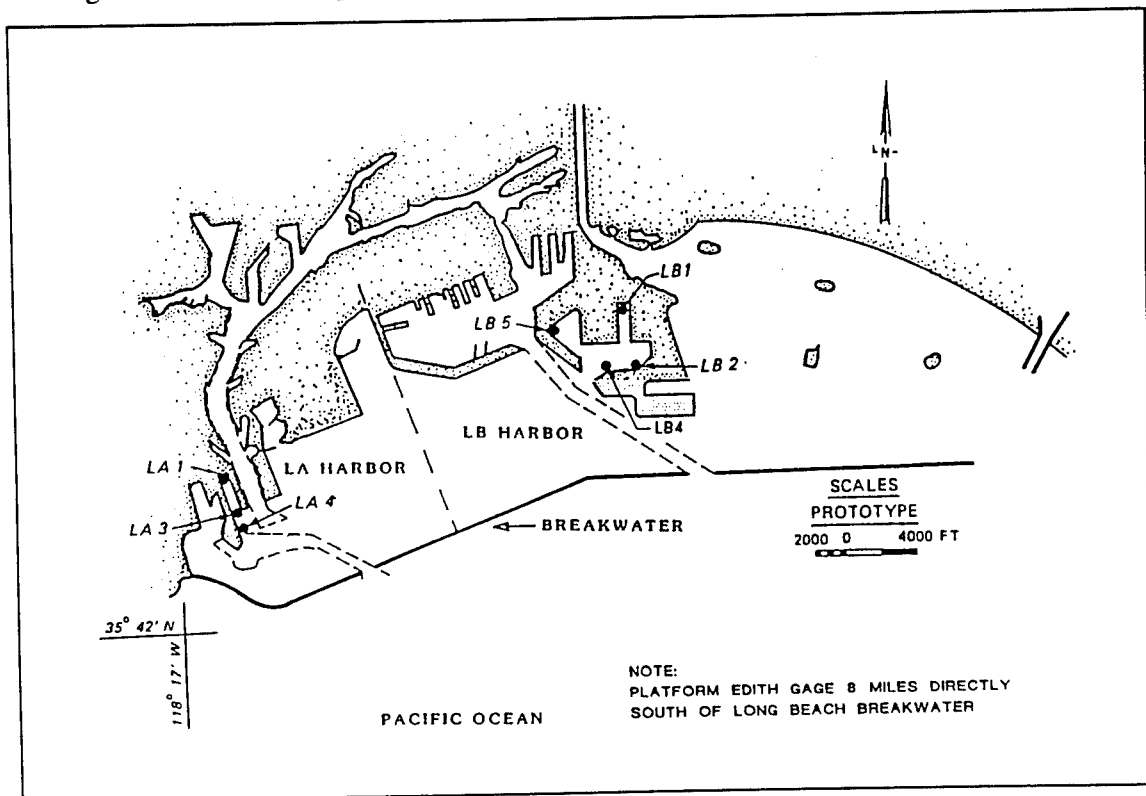 N
LB1
LB 5
LB 2
LB4
LB HARBOR
LA HARBOR
LA 1
LA 4
LA 3
BREAKWATER
SCALES
PROTOTYPE
2000 0 4000 FT
35° 42' N
118° 17' W
NOTE:
PLATFORM EDITH GAGE 8 MILES DIRECTLY
SOUTH OF LONG BEACH BREAKWATER
PACIFIC OCEAN